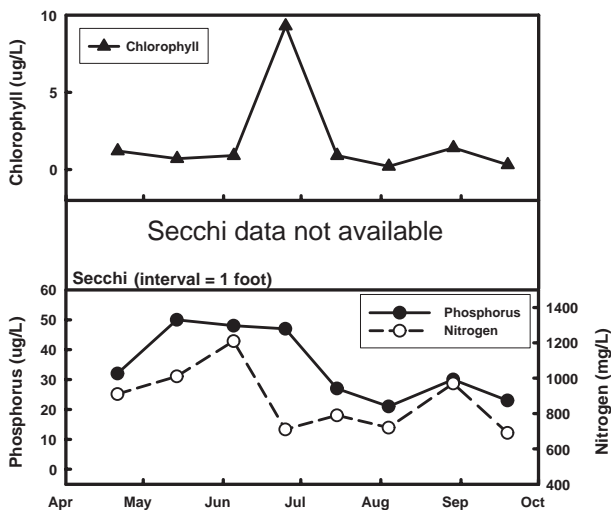 10
Chlorophyll
5
0
Chlorophyll (ug/L)
Secchi data not available
Secchi (interval = 1 foot)
60
50
40
30
20
10
0
Phosphorus (ug/L)
Phosphorus
Nitrogen
1400
1200
1000
800
600
400
Nitrogen (mg/L)
Apr May Jun Jul Aug Sep Oct